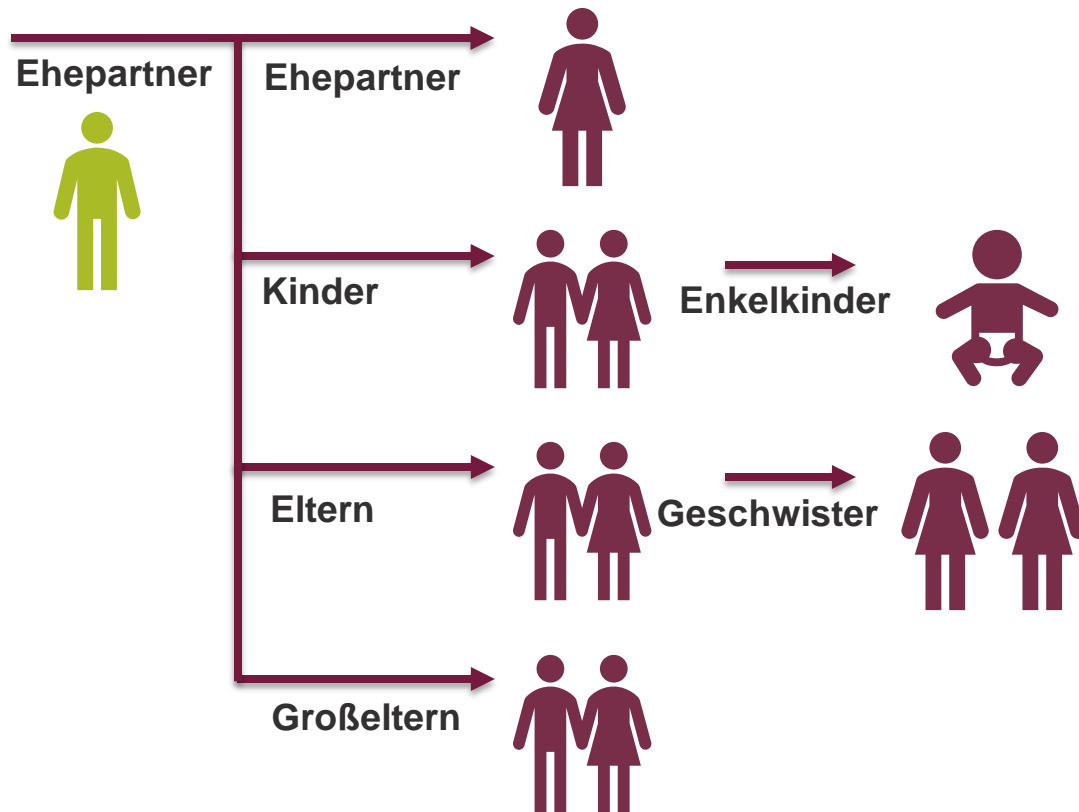 Ehepartner
Ehepartner
Kinder
Enkelkinder
Eltern
Geschwister
Großeltern